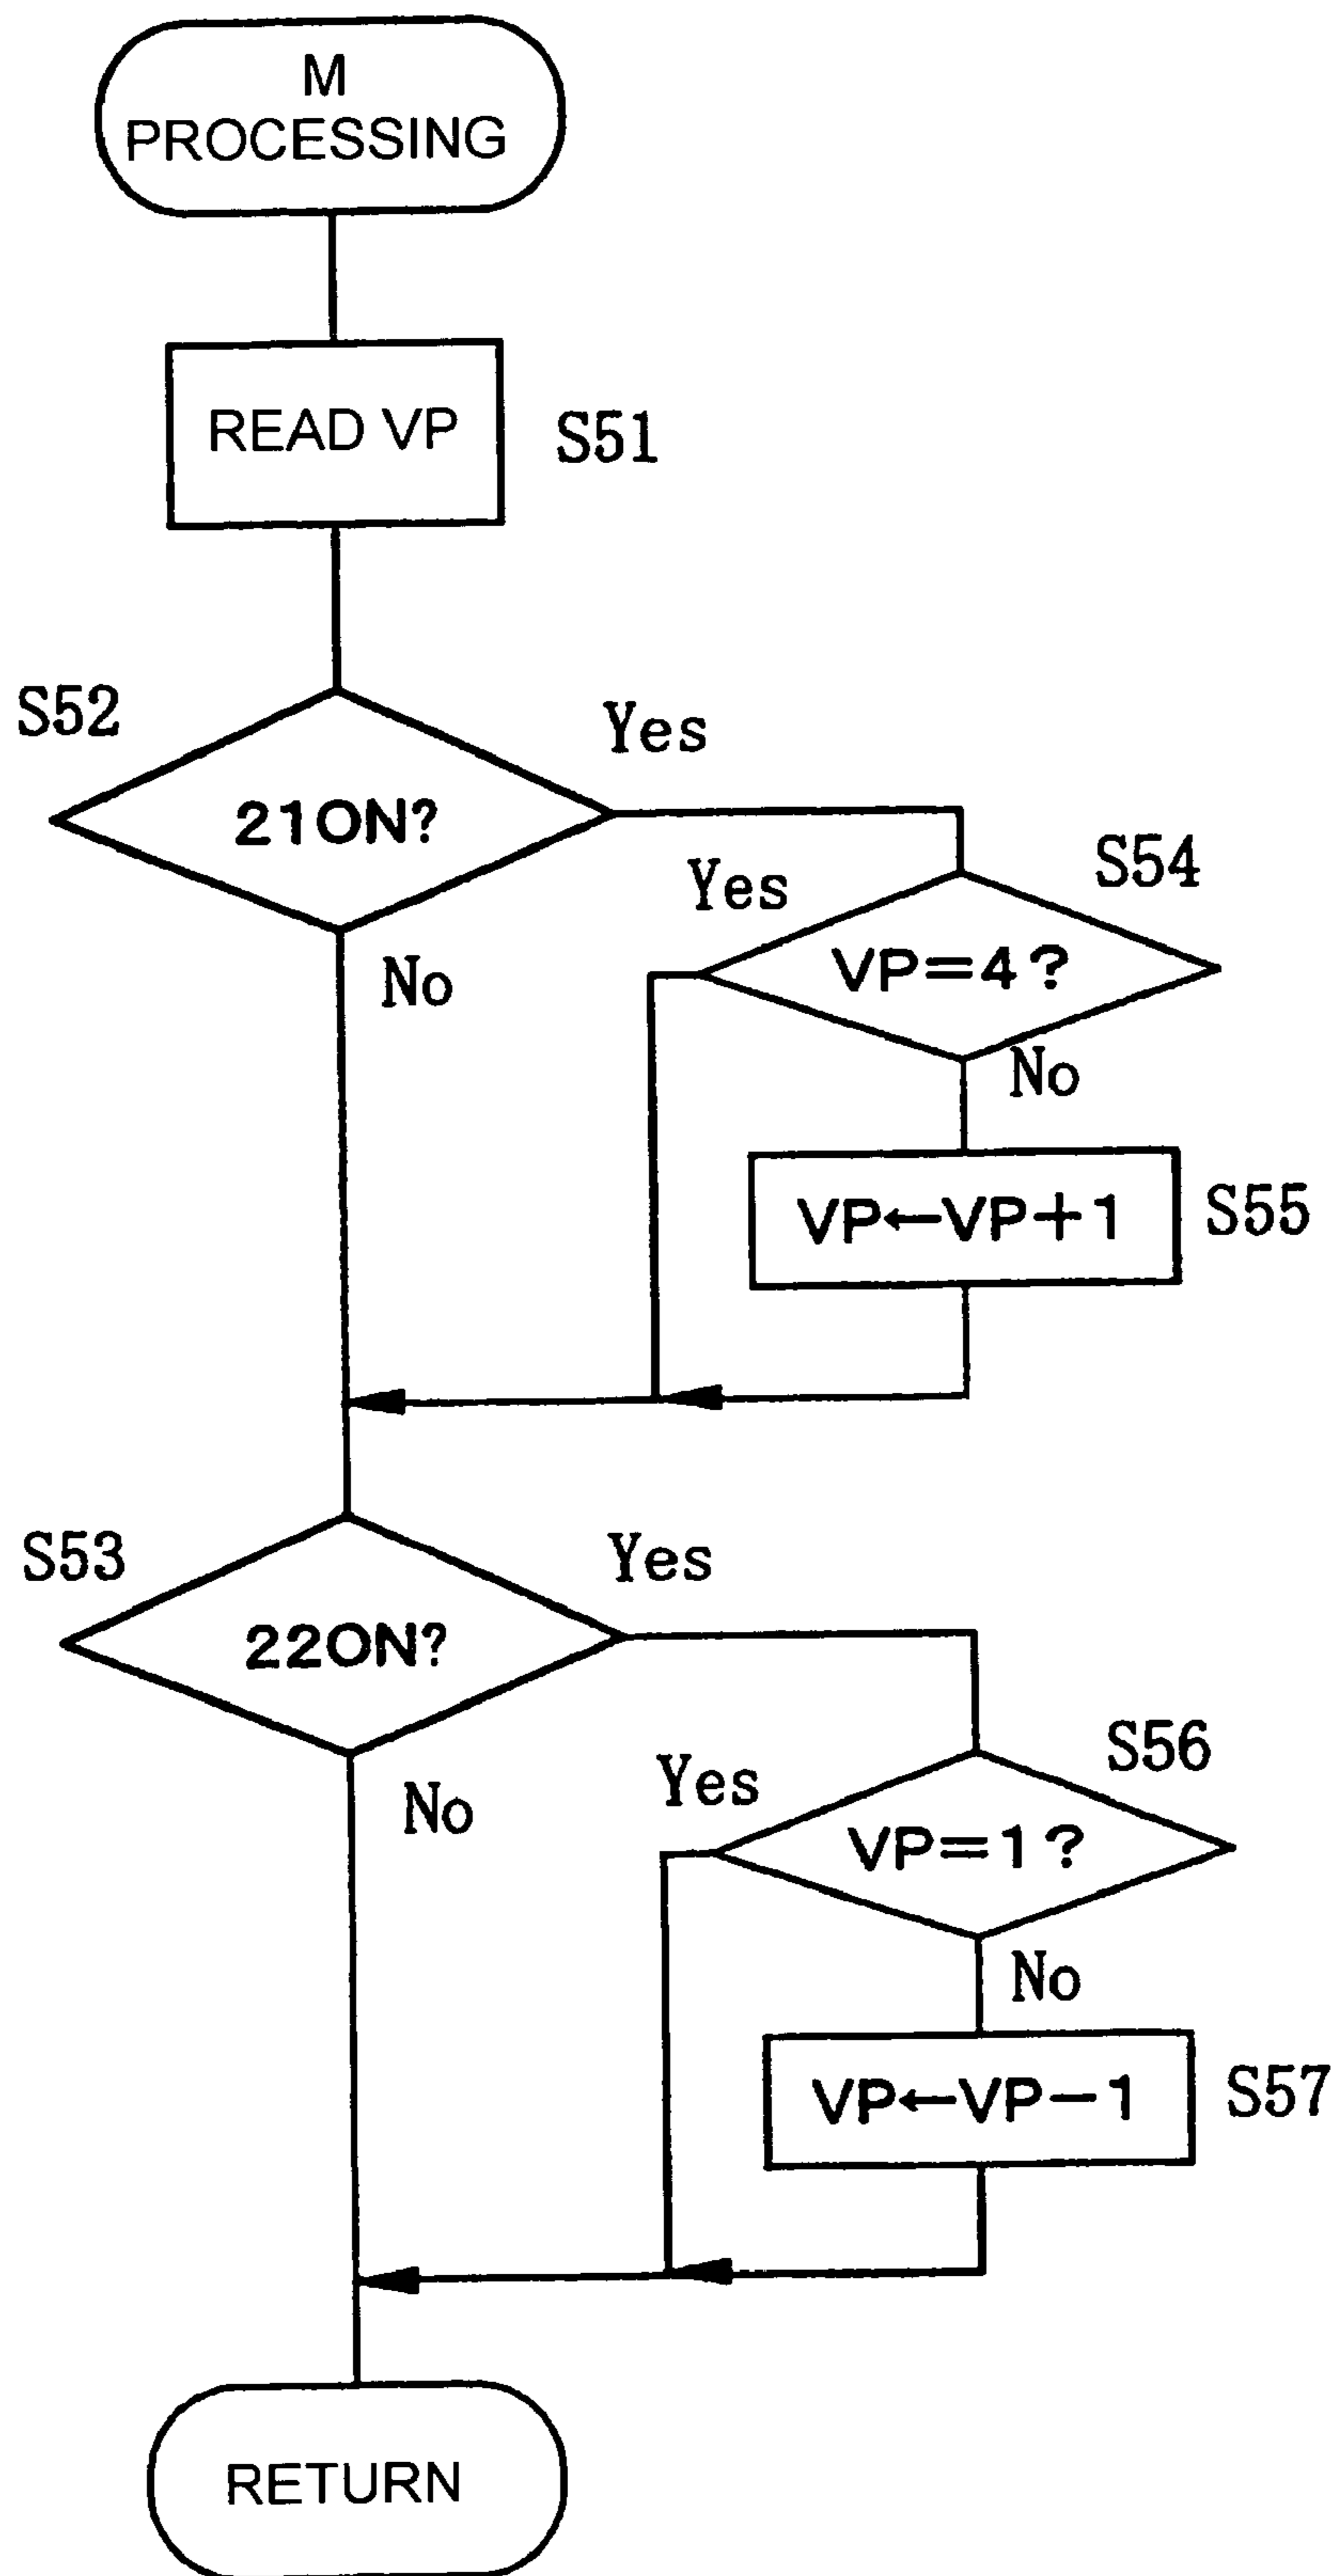 M
PROCESSING
READ VP
S51
S52
Yes
21ON?
No
S54
Yes
VP=4?
No
VP←VP+1
S55
S53
Yes
22ON?
No
S56
Yes
VP=1?
No
VP←VP−1
S57
RETURN